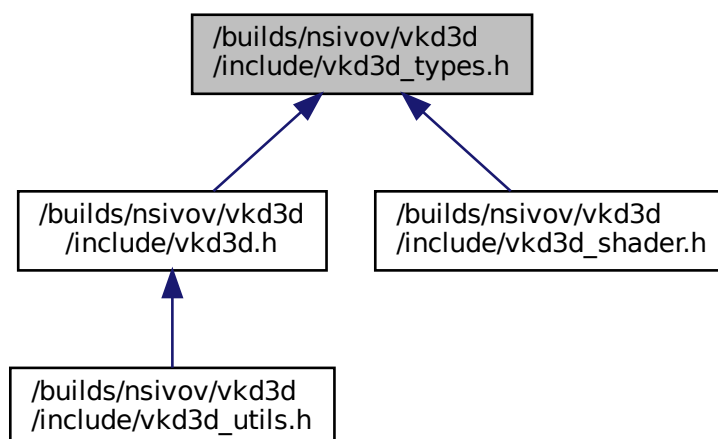 /builds/nsivov/vkd3d
/include/vkd3d_types.h
/builds/nsivov/vkd3d
/include/vkd3d.h
/builds/nsivov/vkd3d
/include/vkd3d_shader.h
/builds/nsivov/vkd3d
/include/vkd3d_utils.h